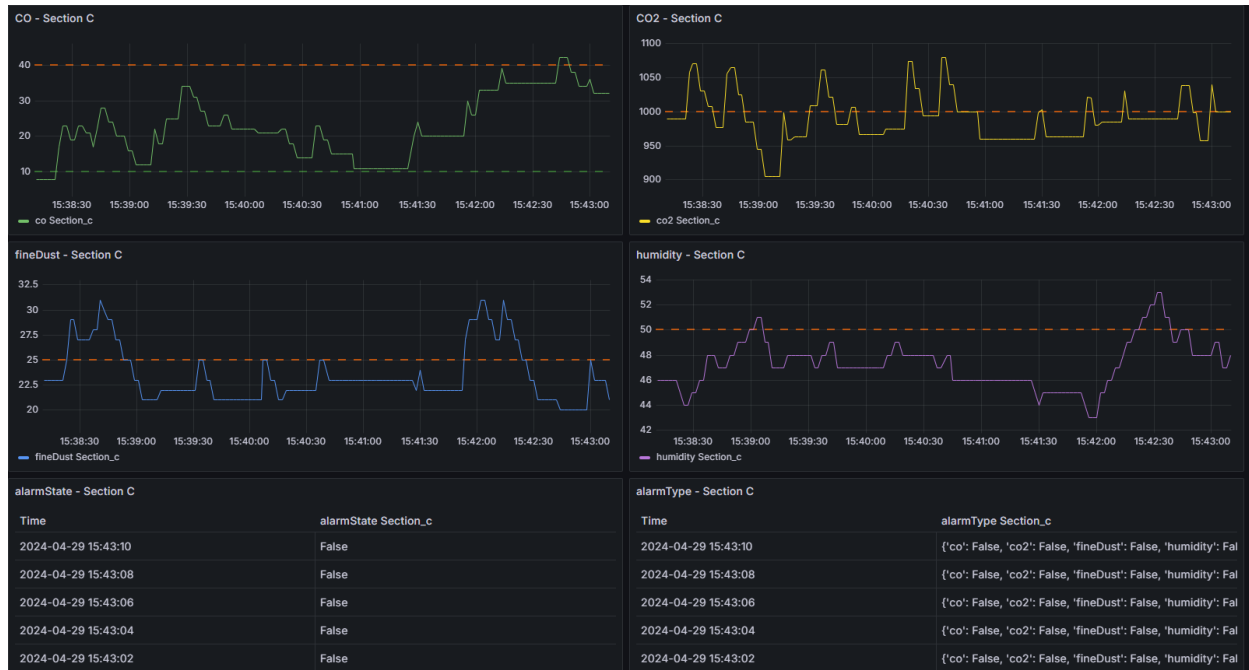 CO - Section C
40
30
20
10
15:38:30 15:39:00 15:39:30 15:40:00 15:40:30 15:41:00 15:41:30 15:42:00 15:42:30 15:43:00
co Section_c
CO2 - Section C
1100
1050
1000
950
900
15:38:30 15:39:00 15:39:30 15:40:00 15:40:30 15:41:00 15:41:30 15:42:00 15:42:30 15:43:00
co2 Section_c
fineDust - Section C
32.5
30
27.5
25
22.5
20
15:38:30 15:39:00 15:39:30 15:40:00 15:40:30 15:41:00 15:41:30 15:42:00 15:42:30 15:43:00
fineDust Section_c
humidity - Section C
54
52
50
48
46
44
42
15:38:30 15:39:00 15:39:30 15:40:00 15:40:30 15:41:00 15:41:30 15:42:00 15:42:30 15:43:00
humidity Section_c
alarmState - Section C
Time alarmState Section_c
2024-04-29 15:43:10 False
2024-04-29 15:43:08 False
2024-04-29 15:43:06 False
2024-04-29 15:43:04 False
2024-04-29 15:43:02 False
alarmType - Section C
Time alarmType Section_c
2024-04-29 15:43:10 {'co': False, 'co2': False, 'fineDust': False, 'humidity': Fal
2024-04-29 15:43:08 {'co': False, 'co2': False, 'fineDust': False, 'humidity': Fal
2024-04-29 15:43:06 {'co': False, 'co2': False, 'fineDust': False, 'humidity': Fal
2024-04-29 15:43:04 {'co': False, 'co2': False, 'fineDust': False, 'humidity': Fal
2024-04-29 15:43:02 {'co': False, 'co2': False, 'fineDust': False, 'humidity': Fal